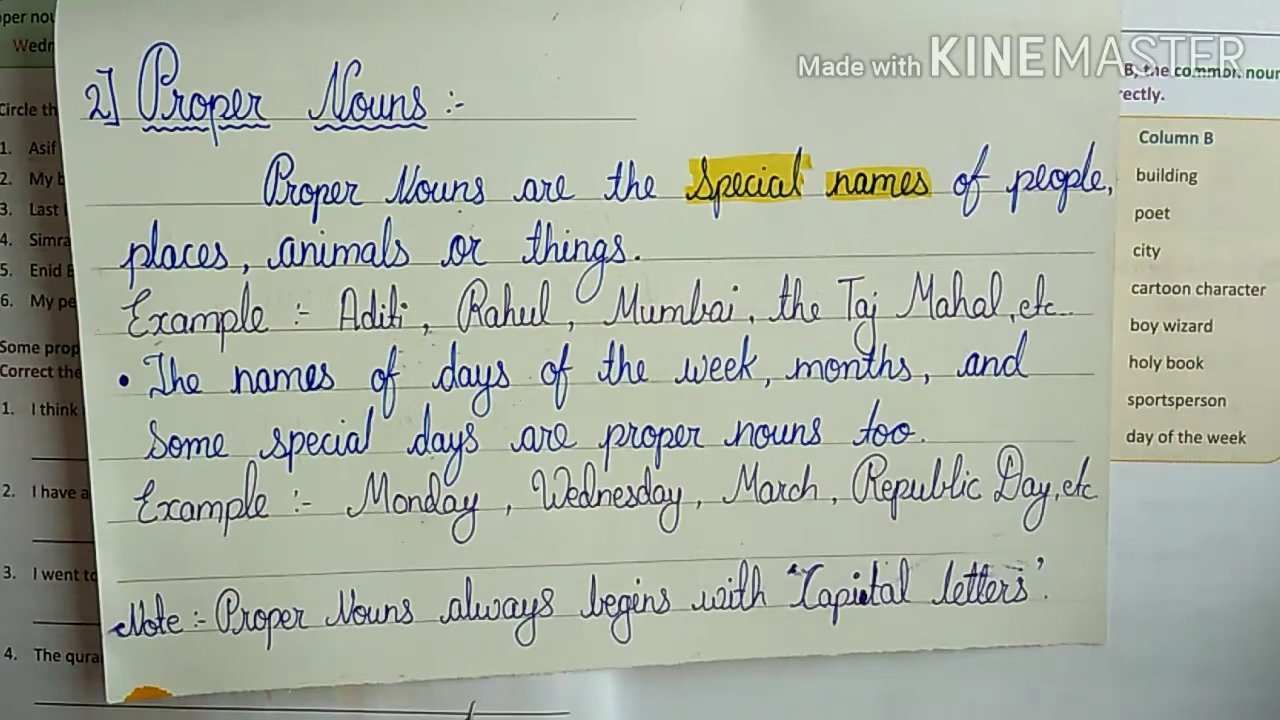 Made with KINEMASTER
2] Proper Nouns :-
Proper Nouns are the special names of people,
places, animals or things.
Example :- Aditi, Rahul, Mumbai, the Taj Mahal, etc..
• The names of days of the week, months, and
some special days are proper nouns too.
Example :- Monday, Wednesday, March, Republic Day, etc
Note :- Proper Nouns always begins with "Capital letters".
Circle th
1. Asif
2. My b
3. Last
4. Simra
5. Enid B
6. My pe
Some prop
Correct the
1. I think
2. I have a
3. I went to
4. The qura
B, the common noun
rectly.
Column B
building
poet
city
cartoon character
boy wizard
holy book
sportsperson
day of the week